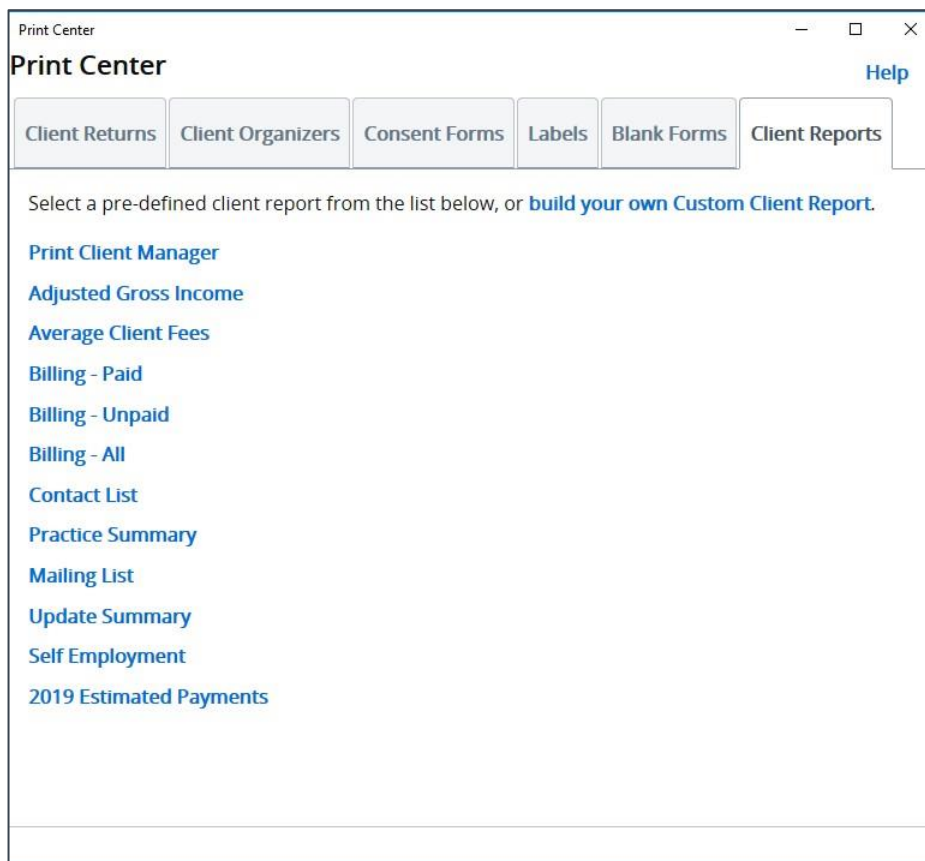 Print Center
Print Center
Help
Client Returns
Client Organizers
Consent Forms
Labels
Blank Forms
Client Reports
Select a pre-defined client report from the list below, or build your own Custom Client Report.
Print Client Manager
Adjusted Gross Income
Average Client Fees
Billing - Paid
Billing - Unpaid
Billing - All
Contact List
Practice Summary
Mailing List
Update Summary
Self Employment
2019 Estimated Payments